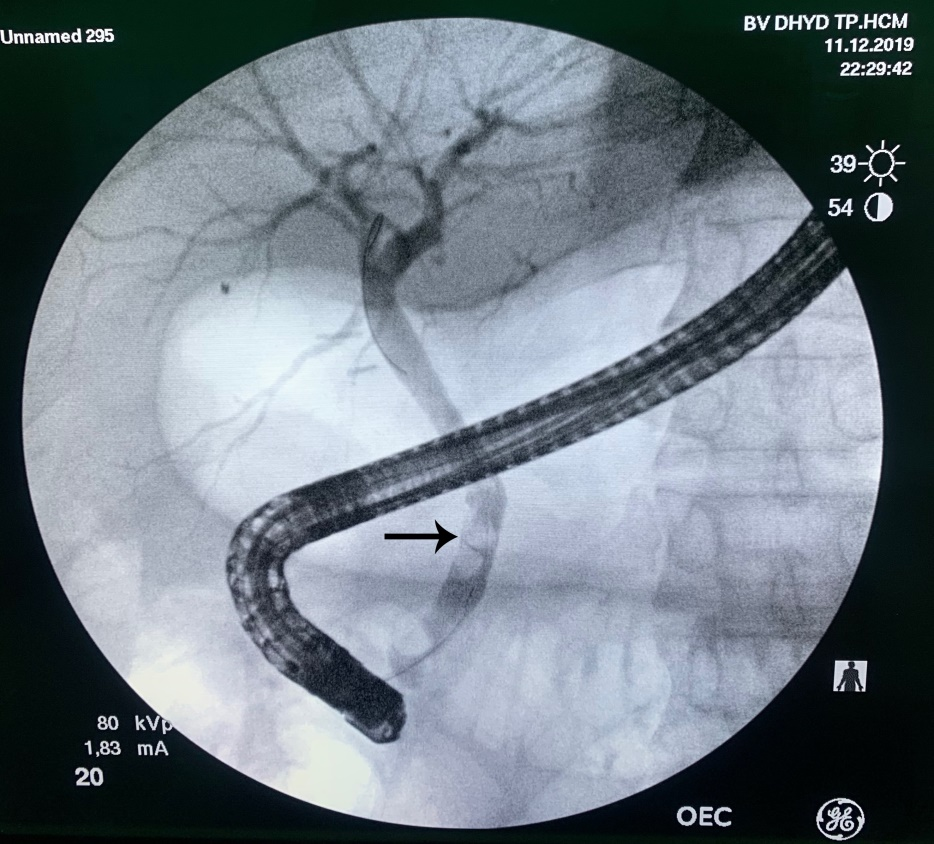 Unnamed 295
BV DHYD TP.HCM
11.12.2019
22:29:42
39
54
80 kVp
1,83 mA
20
OEC
GE